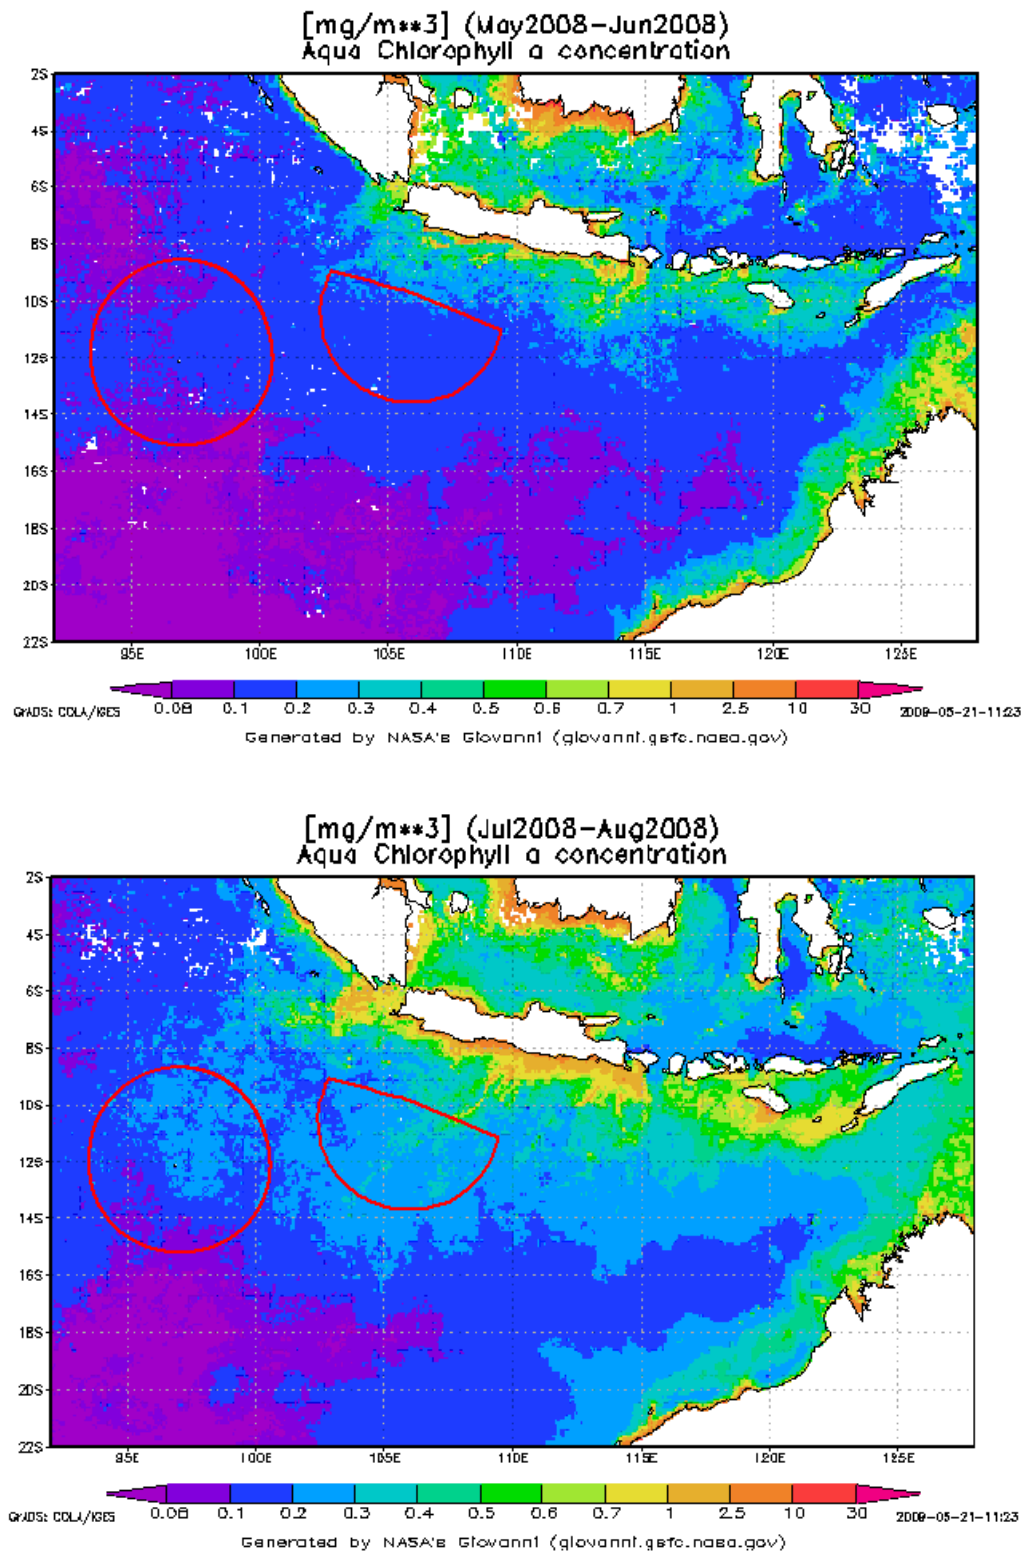 [mg/m**3] (May2008-Jun2008)
Aqua Chlorophyll a concentration
2S
4S
6S
8S
10S
12S
14S
16S
18S
20S
22S
95E 100E 105E 110E 115E 120E 125E
0.08 0.1 0.2 0.3 0.4 0.5 0.6 0.7 1 2.5 10 30
GrADS: COLA/IGES 2009-05-21-11:23
Generated by NASA's Giovanni (giovanni.gsfc.nasa.gov)
[mg/m**3] (Jul2008-Aug2008)
Aqua Chlorophyll a concentration
2S
4S
6S
8S
10S
12S
14S
16S
18S
20S
22S
95E 100E 105E 110E 115E 120E 125E
0.08 0.1 0.2 0.3 0.4 0.5 0.6 0.7 1 2.5 10 30
GrADS: COLA/IGES 2009-05-21-11:23
Generated by NASA's Giovanni (giovanni.gsfc.nasa.gov)